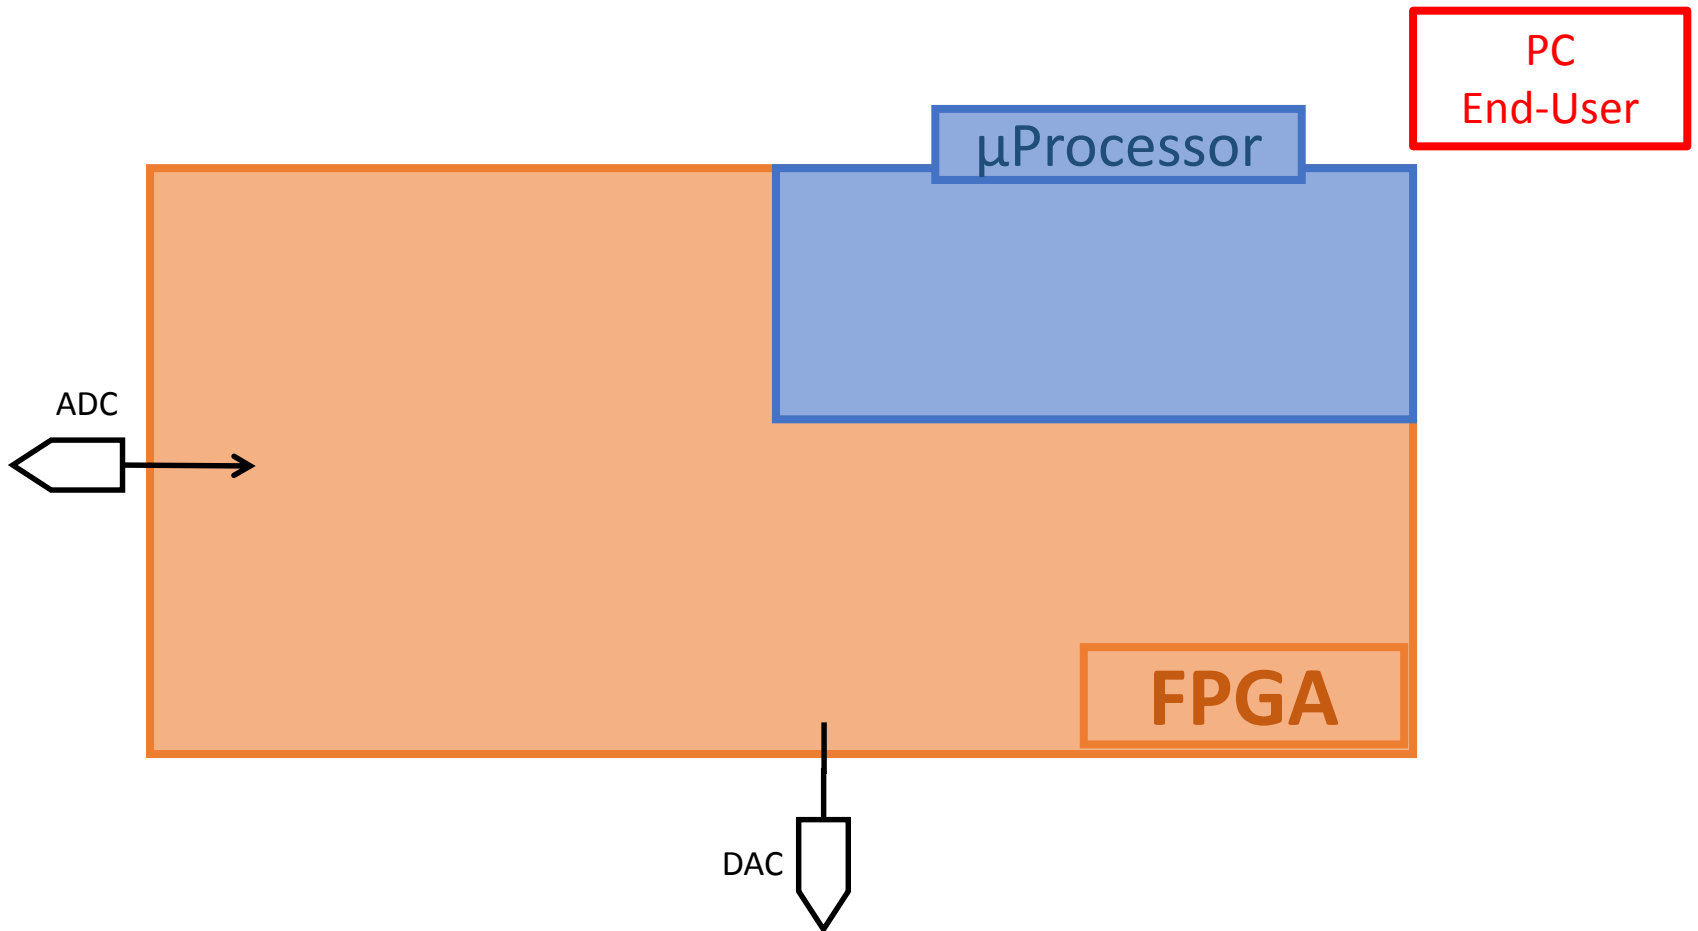 PC
End-User
µProcessor
ADC
FPGA
DAC